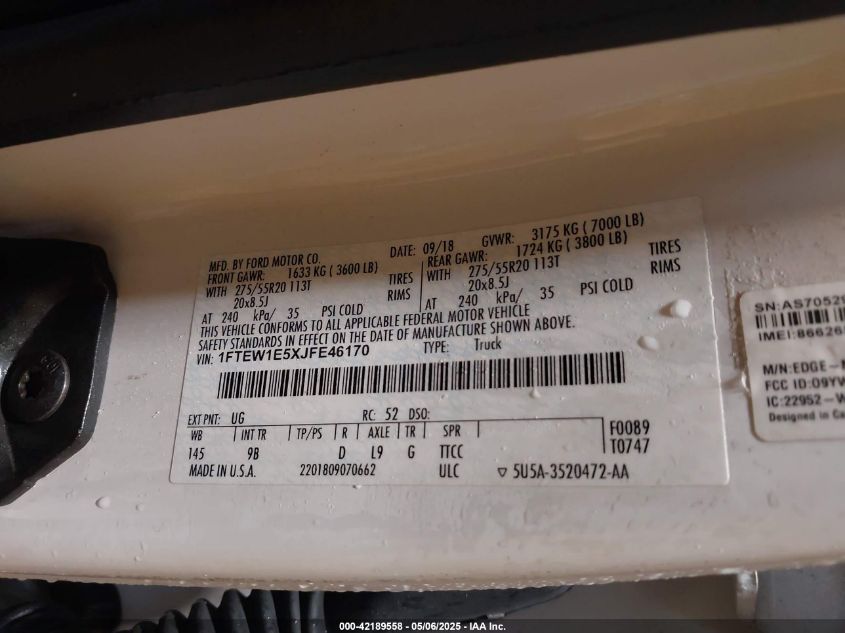 MFD. BY FORD MOTOR CO. DATE: 09/18 GVWR: 3175 KG ( 7000 LB)
FRONT GAWR: 1633 KG ( 3600 LB) REAR GAWR: 1724 KG ( 3800 LB)
WITH 275/55R20 113T TIRES WITH 275/55R20 113T TIRES
20x8.5J RIMS 20x8.5J RIMS
AT 240 kPa/ 35 PSI COLD AT 240 kPa/ 35 PSI COLD
THIS VEHICLE CONFORMS TO ALL APPLICABLE FEDERAL MOTOR VEHICLE
SAFETY STANDARDS IN EFFECT ON THE DATE OF MANUFACTURE SHOWN ABOVE.
VIN: 1FTEW1E5XJFE46170 TYPE: Truck
EXT PNT: UG RC: 52 DSO:
WB INT TR TP/PS R AXLE TR SPR F0089
145 9B D L9 G TTCC T0747
MADE IN U.S.A. 2201809070662 ULC ▽ 5U5A-3520472-AA
SN:AS7052
IMEI:86626
M/N:EDGE-
FCC ID:O9YW
IC:22952-W
Designed in Ca
000-42189558 - 05/06/2025 - IAA Inc.